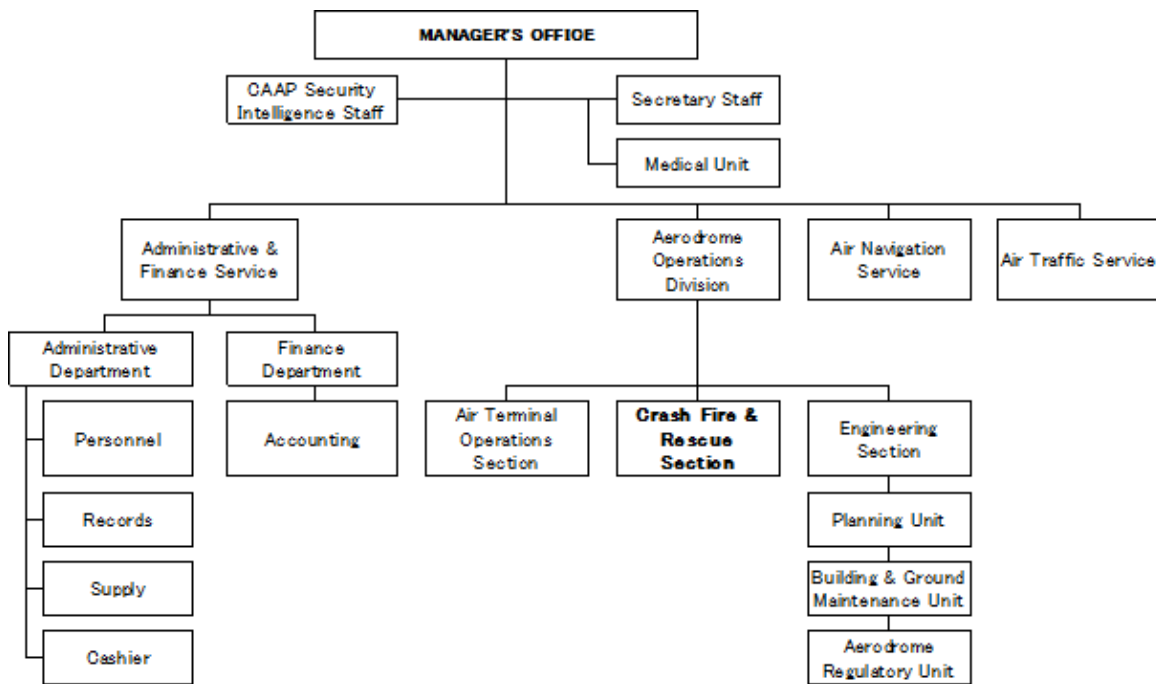 MANAGER'S OFFICE
CAAP Security
Intelligence Staff
Secretary Staff
Medical Unit
Administrative &
Finance Service
Aerodrome
Operations
Division
Air Navigation
Service
Air Traffic Service
Administrative
Department
Finance
Department
Personnel
Accounting
Air Terminal
Operations
Section
Crash Fire &
Rescue
Section
Engineering
Section
Records
Planning Unit
Supply
Building & Ground
Maintenance Unit
Cashier
Aerodrome
Regulatory Unit